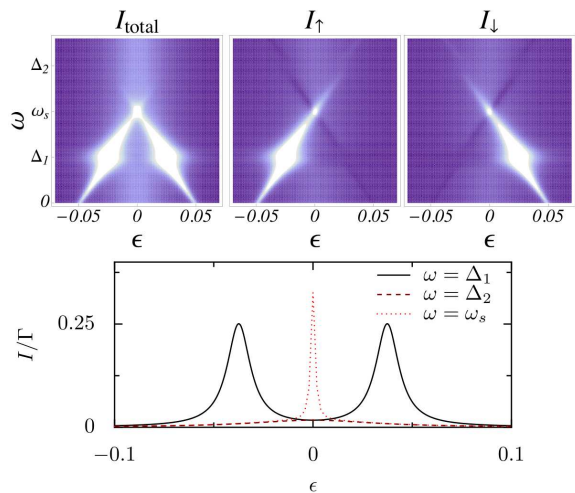 I_total I_↑ I_↓
ω
Δ_2
ω_s
Δ_1
0
−0.05 0 0.05 −0.05 0 0.05 −0.05 0 0.05
ϵ ϵ ϵ
I/Γ
0.25
0
ω = Δ_1
ω = Δ_2
ω = ω_s
−0.1 0 0.1
ϵ